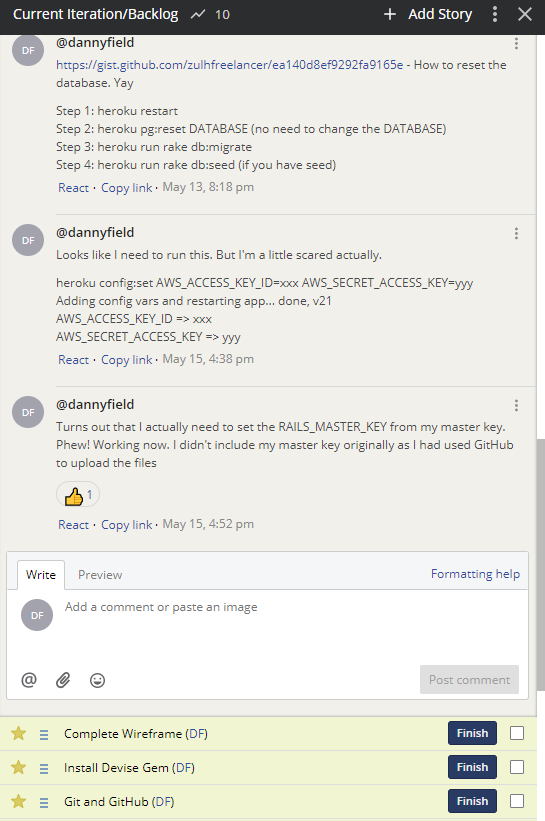 Current Iteration/Backlog 10 + Add Story
DF @dannyfield
https://gist.github.com/zulhfreelancer/ea140d8ef9292fa9165e - How to reset the
database. Yay
Step 1: heroku restart
Step 2: heroku pg:reset DATABASE (no need to change the DATABASE)
Step 3: heroku run rake db:migrate
Step 4: heroku run rake db:seed (if you have seed)
React · Copy link · May 13, 8:18 pm
DF @dannyfield
Looks like I need to run this. But I'm a little scared actually.
heroku config:set AWS_ACCESS_KEY_ID=xxx AWS_SECRET_ACCESS_KEY=yyy
Adding config vars and restarting app... done, v21
AWS_ACCESS_KEY_ID => xxx
AWS_SECRET_ACCESS_KEY => yyy
React · Copy link · May 15, 4:38 pm
DF @dannyfield
Turns out that I actually need to set the RAILS_MASTER_KEY from my master key.
Phew! Working now. I didn't include my master key originally as I had used GitHub
to upload the files
👍 1
React · Copy link · May 15, 4:52 pm
Write Preview Formatting help
DF Add a comment or paste an image
@ Post comment
Complete Wireframe (DF) Finish
Install Devise Gem (DF) Finish
Git and GitHub (DF) Finish